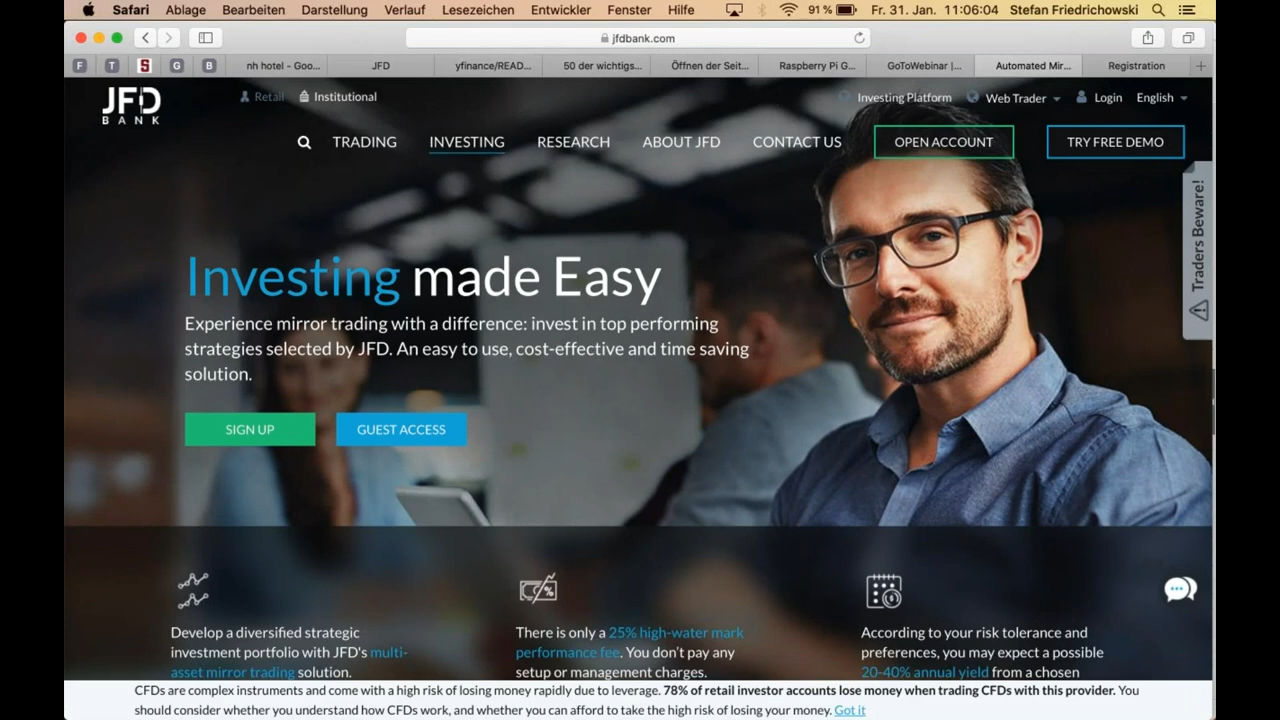 Safari Ablage Bearbeiten Darstellung Verlauf Lesezeichen Entwickler Fenster Hilfe 91 % Fr. 31. Jan. 11:06:04 Stefan Friedrichowski
jfdbank.com
F T S G B nh hotel - Goo... JFD yfinance/READ... 50 der wichtigs... Öffnen der Seit... Raspberry Pi G... GoToWebinar |... Automated Mir... Registration
JFD
BANK
Retail Institutional Investing Platform Web Trader Login English
TRADING INVESTING RESEARCH ABOUT JFD CONTACT US OPEN ACCOUNT TRY FREE DEMO
Traders Beware!
Investing made Easy
Experience mirror trading with a difference: invest in top performing
strategies selected by JFD. An easy to use, cost-effective and time saving
solution.
SIGN UP GUEST ACCESS
Develop a diversified strategic
investment portfolio with JFD's multi-
asset mirror trading solution.
There is only a 25% high-water mark
performance fee. You don't pay any
setup or management charges.
According to your risk tolerance and
preferences, you may expect a possible
20-40% annual yield from a chosen
CFDs are complex instruments and come with a high risk of losing money rapidly due to leverage. 78% of retail investor accounts lose money when trading CFDs with this provider. You
should consider whether you understand how CFDs work, and whether you can afford to take the high risk of losing your money. Got it